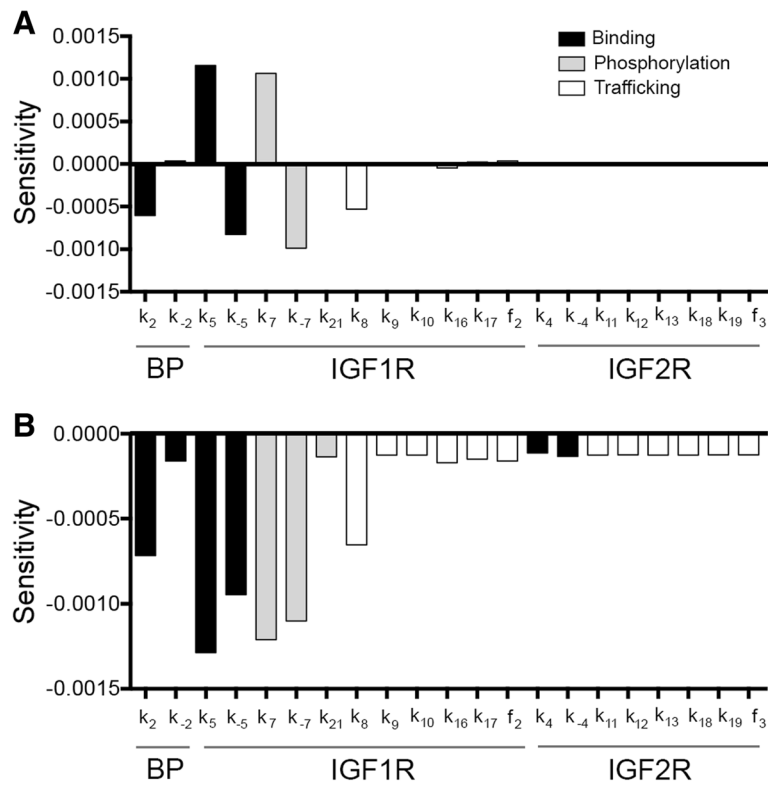 A
0.0015
0.0010
0.0005
0.0000
-0.0005
-0.0010
-0.0015
Sensitivity
Binding
Phosphorylation
Trafficking
k2 k-2 k5 k-5 k7 k-7 k21 k8 k9 k10 k16 k17 f2 k4 k-4 k11 k12 k13 k18 k19 f3
BP IGF1R IGF2R
B
0.0000
-0.0005
-0.0010
-0.0015
Sensitivity
k2 k-2 k5 k-5 k7 k-7 k21 k8 k9 k10 k16 k17 f2 k4 k-4 k11 k12 k13 k18 k19 f3
BP IGF1R IGF2R